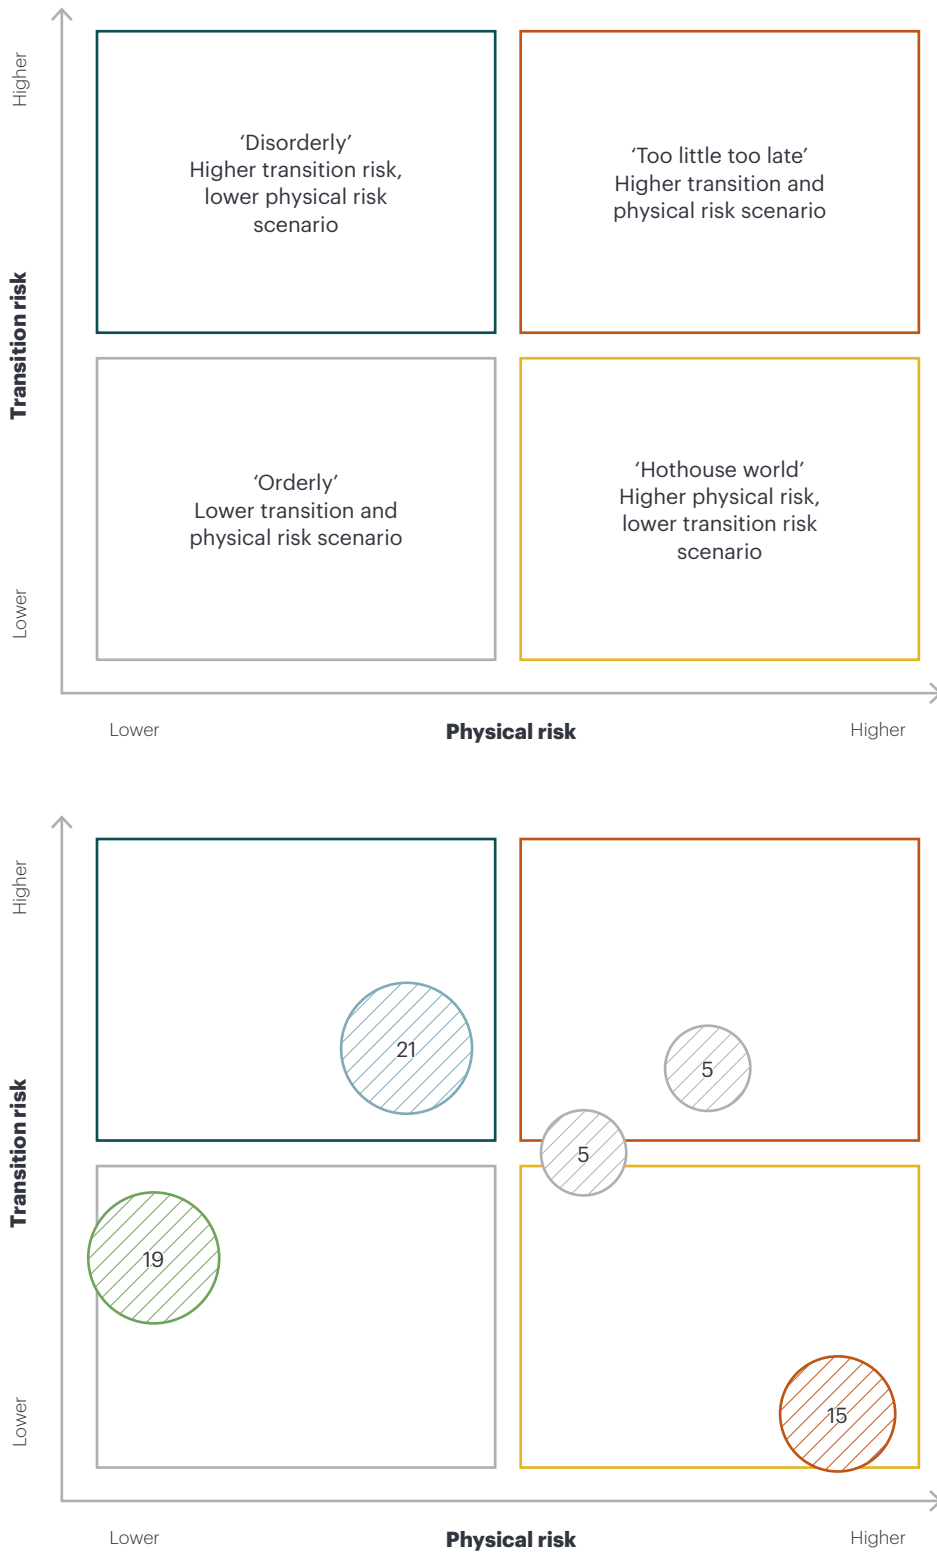 Higher
‘Disorderly’
Higher transition risk,
lower physical risk
scenario
‘Too little too late’
Higher transition and
physical risk scenario
Transition risk
‘Orderly’
Lower transition and
physical risk scenario
‘Hothouse world’
Higher physical risk,
lower transition risk
scenario
Lower
Lower
Physical risk
Higher
Higher
21
5
Transition risk
5
19
15
Lower
Lower
Physical risk
Higher